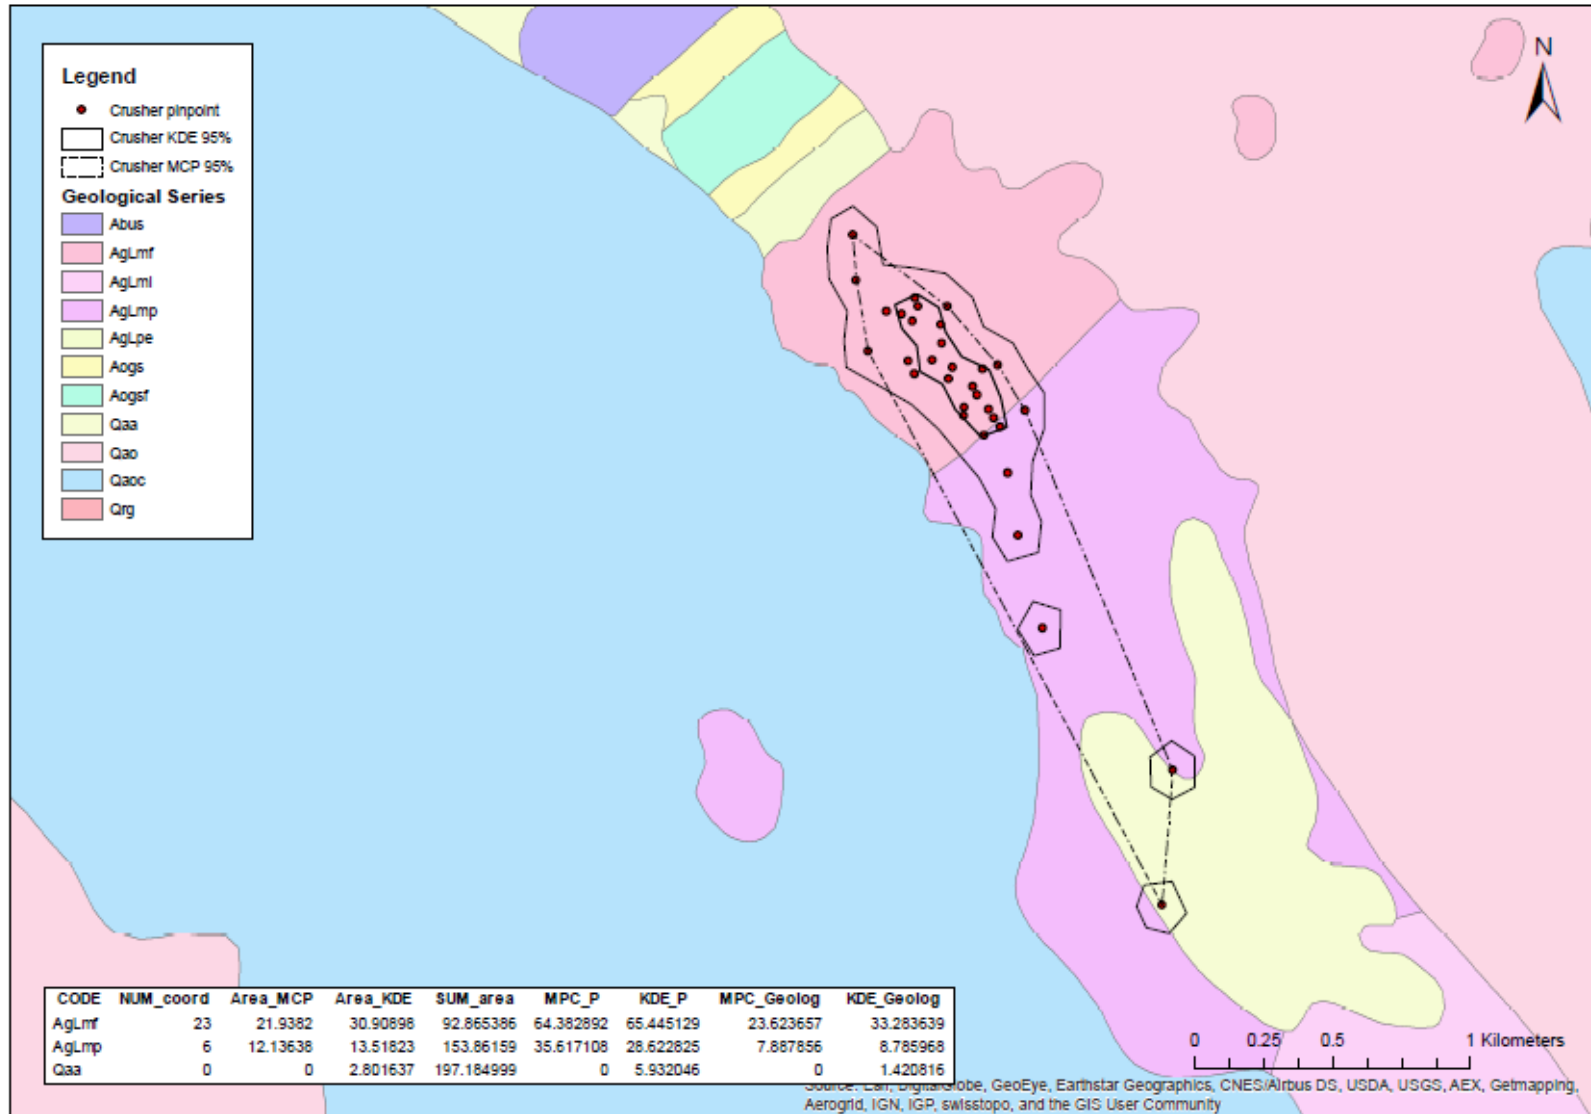 Legend
Crusher pinpoint
Crusher KDE 95%
Crusher MCP 95%
Geological Series
Abus
AgLmf
AgLml
AgLmp
AgLpe
Aogs
Aogsf
Qaa
Qao
Qaoc
Qrg
N
CODE NUM_coord Area_MCP Area_KDE SUM_area MPC_P KDE_P MPC_Geolog KDE_Geolog
AgLmf 23 21.9382 30.90898 92.865386 64.382892 65.445129 23.623657 33.283639
AgLmp 6 12.13638 13.51823 153.86159 35.617108 28.622825 7.887856 8.785968
Qaa 0 0 2.801637 197.184999 0 5.932046 0 1.420816
0 0.25 0.5 1 Kilometers
Source: Esri, DigitalGlobe, GeoEye, Earthstar Geographics, CNES/Airbus DS, USDA, USGS, AEX, Getmapping,
Aerogrid, IGN, IGP, swisstopo, and the GIS User Community